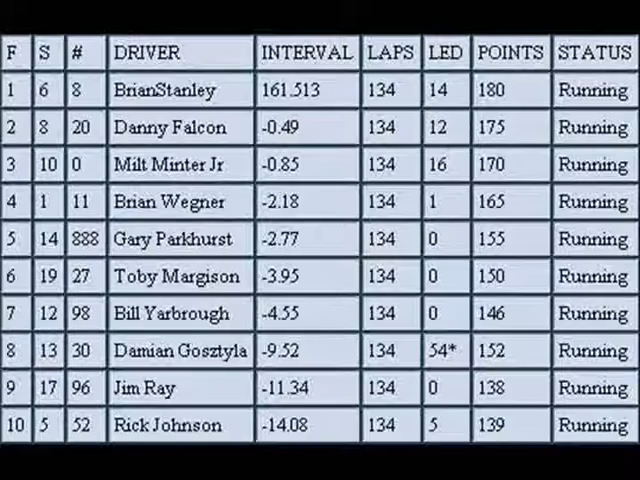 F S # DRIVER INTERVAL LAPS LED POINTS STATUS
1 6 8 BrianStanley 161.513 134 14 180 Running
2 8 20 Danny Falcon -0.49 134 12 175 Running
3 10 0 Milt Minter Jr -0.85 134 16 170 Running
4 1 11 Brian Wegner -2.18 134 1 165 Running
5 14 888 Gary Parkhurst -2.77 134 0 155 Running
6 19 27 Toby Margison -3.95 134 0 150 Running
7 12 98 Bill Yarbrough -4.55 134 0 146 Running
8 13 30 Damian Gosztyla -9.52 134 54* 152 Running
9 17 96 Jim Ray -11.34 134 0 138 Running
10 5 52 Rick Johnson -14.08 134 5 139 Running